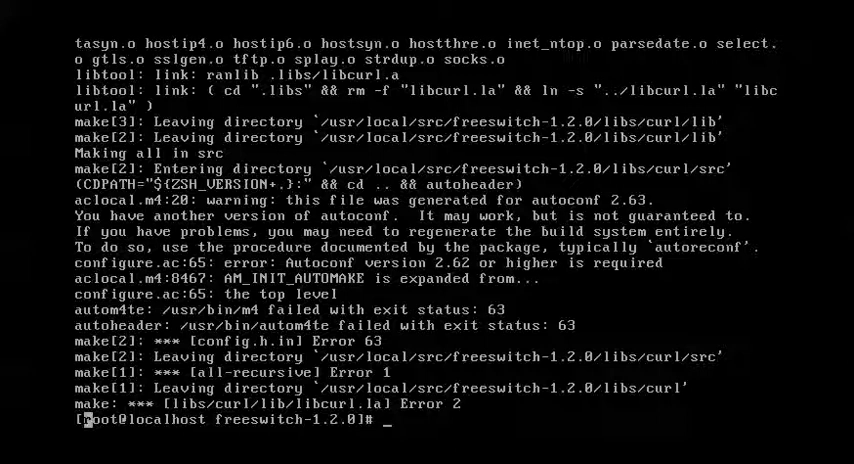 tasyn.o hostip4.o hostip6.o hostsyn.o hostthre.o inet_ntop.o parsedate.o select.
o gtls.o sslgen.o tftp.o splay.o strdup.o socks.o
libtool: link: ranlib .libs/libcurl.a
libtool: link: ( cd ".libs" && rm -f "libcurl.la" && ln -s "../libcurl.la" "libc
url.la" )
make[3]: Leaving directory `/usr/local/src/freeswitch-1.2.0/libs/curl/lib'
make[2]: Leaving directory `/usr/local/src/freeswitch-1.2.0/libs/curl/lib'
Making all in src
make[2]: Entering directory `/usr/local/src/freeswitch-1.2.0/libs/curl/src'
(CDPATH="${ZSH_VERSION+.}:" && cd .. && autoheader)
aclocal.m4:20: warning: this file was generated for autoconf 2.63.
You have another version of autoconf.  It may work, but is not guaranteed to.
If you have problems, you may need to regenerate the build system entirely.
To do so, use the procedure documented by the package, typically `autoreconf'.
configure.ac:65: error: Autoconf version 2.62 or higher is required
aclocal.m4:8467: AM_INIT_AUTOMAKE is expanded from...
configure.ac:65: the top level
autom4te: /usr/bin/m4 failed with exit status: 63
autoheader: /usr/bin/autom4te failed with exit status: 63
make[2]: *** [config.h.in] Error 63
make[2]: Leaving directory `/usr/local/src/freeswitch-1.2.0/libs/curl/src'
make[1]: *** [all-recursive] Error 1
make[1]: Leaving directory `/usr/local/src/freeswitch-1.2.0/libs/curl'
make: *** [libs/curl/lib/libcurl.la] Error 2
[root@localhost freeswitch-1.2.0]# _